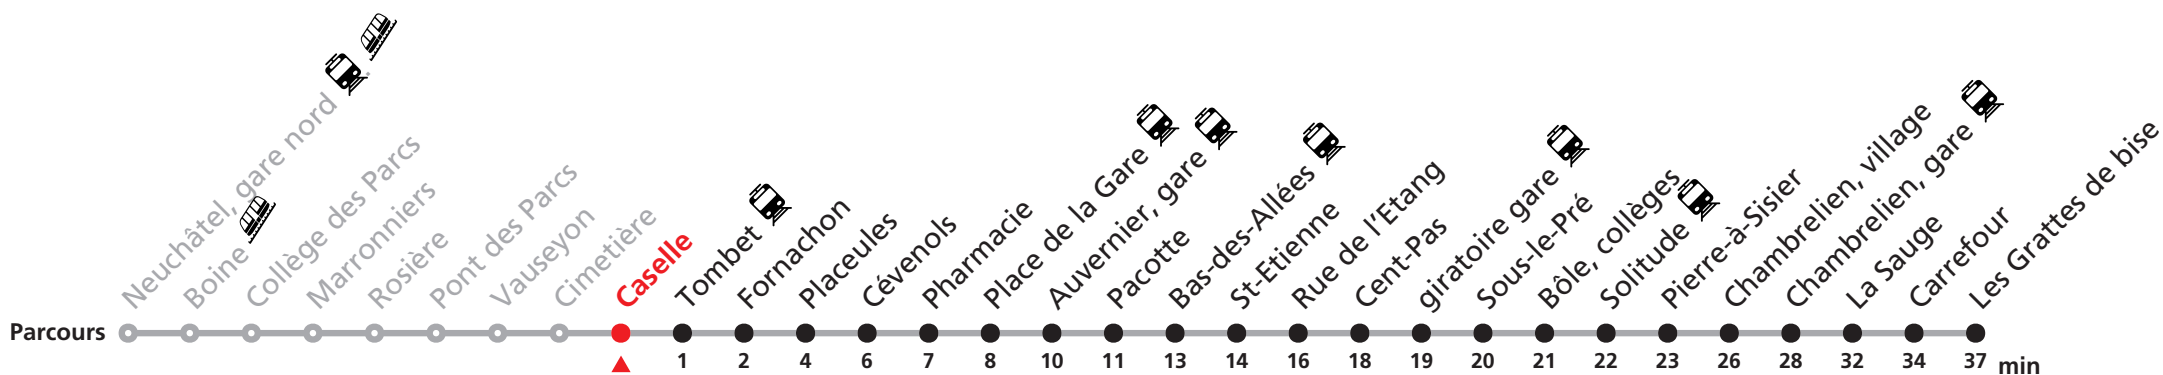 Neuchâtel, gare nord
Boine
Collège des Parcs
Marronniers
Rosière
Pont des Parcs
Vauseyon
Cimetière
Caselle
Tombet
Fornachon
Placeules
Cévenols
Pharmacie
Place de la Gare
Auvernier, gare
Pacotte
Bas-des-Allées
St-Etienne
Rue de l'Etang
Cent-Pas
giratoire gare
Sous-le-Pré
Bôle, collèges
Solitude
Pierre-à-Sisier
Chambrelien, village
Chambrelien, gare
La Sauge
Carrefour
Les Grattes de bise
Parcours
1 2 4 6 7 8 10 11 13 14 16 18 19 20 21 22 23 26 28 32 34 37 min